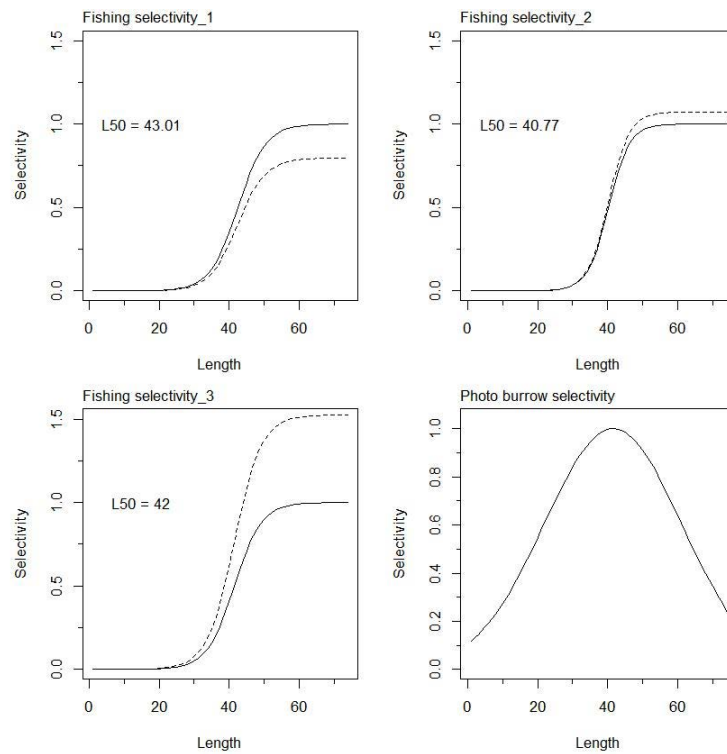 Fishing selectivity_1
1.5
1.0
0.5
0.0
Selectivity
L50 = 43.01
0 20 40 60
Length
Fishing selectivity_2
1.5
1.0
0.5
0.0
Selectivity
L50 = 40.77
0 20 40 60
Length
Fishing selectivity_3
1.5
1.0
0.5
0.0
Selectivity
L50 = 42
0 20 40 60
Length
Photo burrow selectivity
1.0
0.8
0.6
0.4
0.2
0.0
Selectivity
0 20 40 60
Length